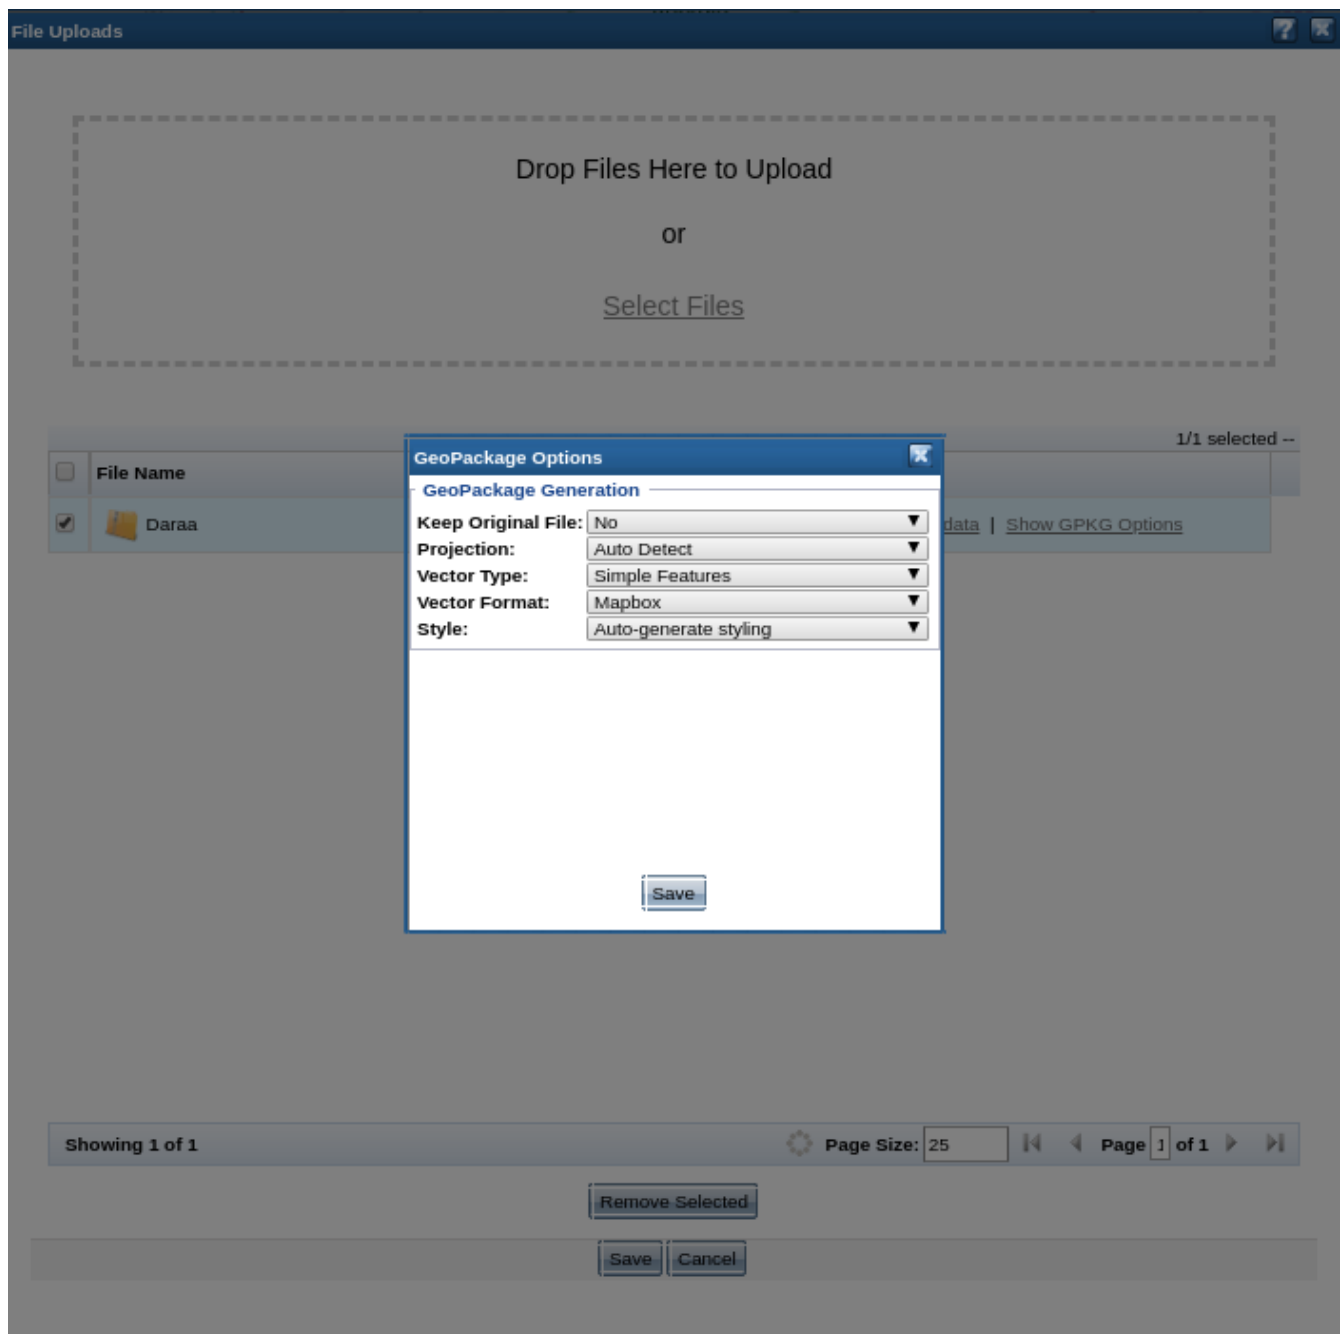 File Uploads
Drop Files Here to Upload
or
Select Files
1/1 selected --
File Name
Daraa
data | Show GPKG Options
GeoPackage Options
GeoPackage Generation
Keep Original File: No
Projection: Auto Detect
Vector Type: Simple Features
Vector Format: Mapbox
Style: Auto-generate styling
Save
Showing 1 of 1 Page Size: 25 Page 1 of 1
Remove Selected
Save Cancel